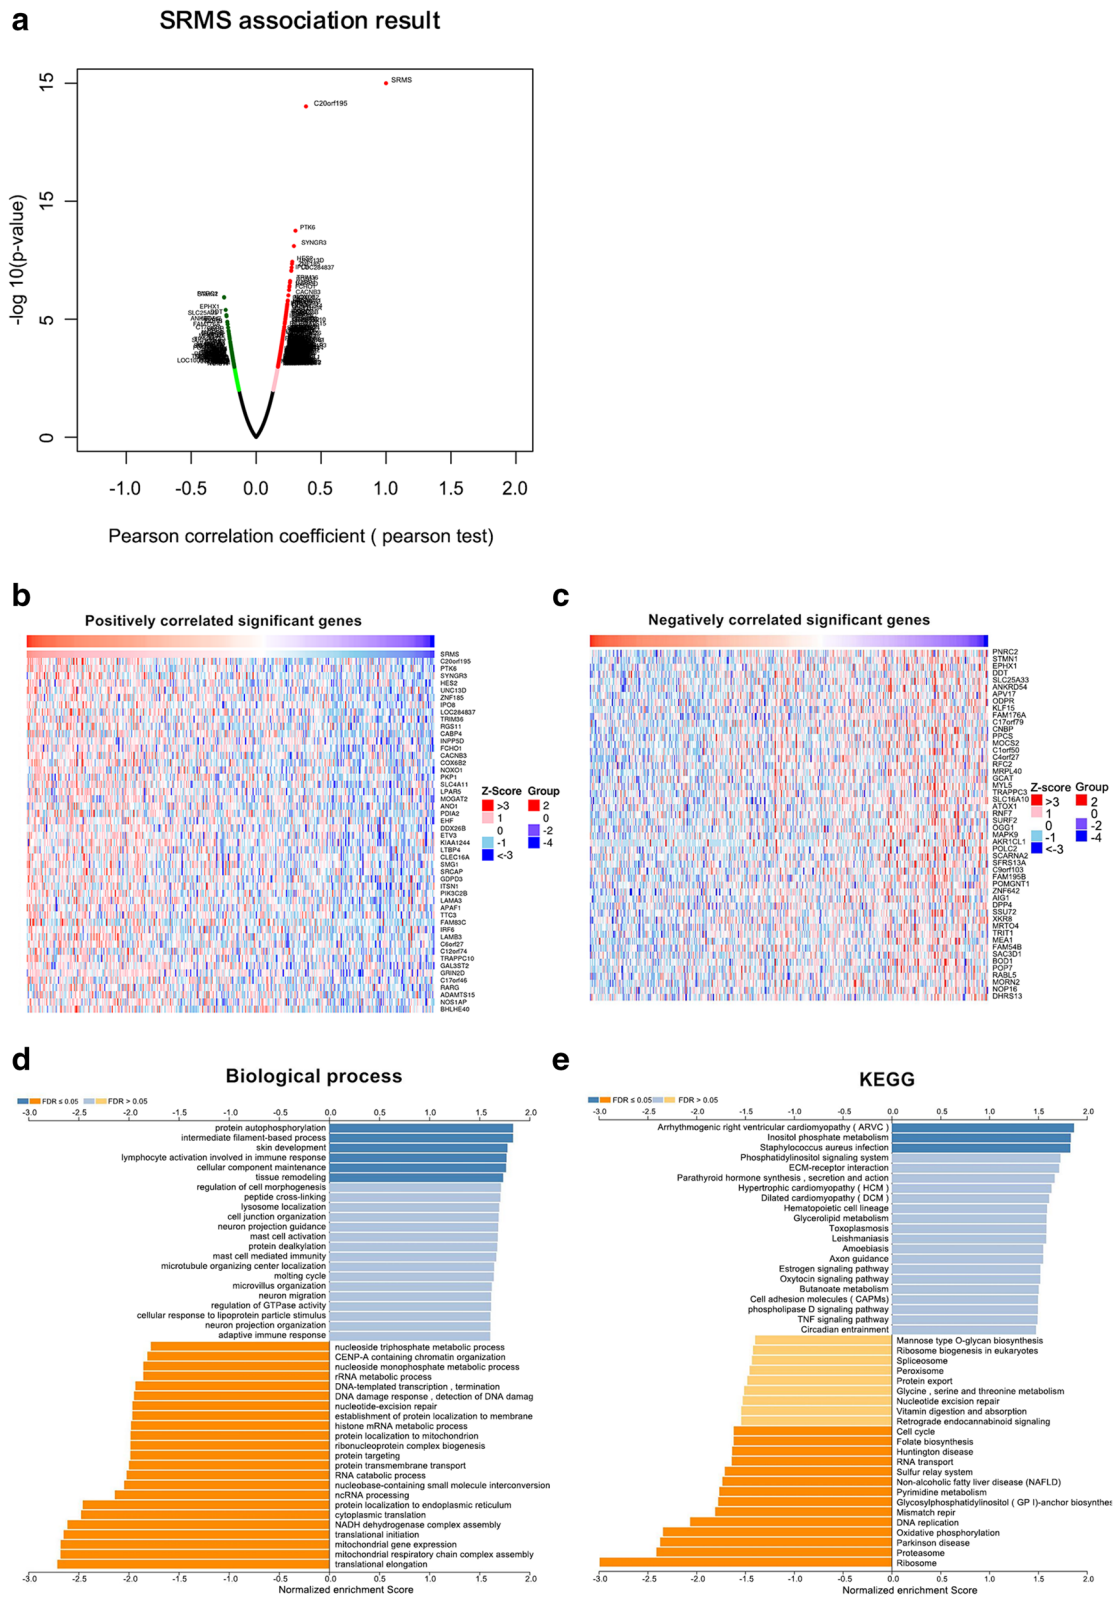 a
SRMS association result
-log 10(p-value)
15
15
5
0
SRMS
C20orf195
PTK6
SYNGR3
CACNB3
EPHX1
-1.0 -0.5 0.0 0.5 1.0 1.5 2.0
Pearson correlation coefficient ( pearson test)
b
Positively correlated significant genes
SRMS
C20orf195
PTK6
SYNGR3
HES2
UNC13D
ZNF185
IPO8
LOC284837
TRIM36
RGS11
CABP4
INPP5D
FCHO1
CACNB3
COX6B2
NOXO1
PKP1
SLC4A11
LPAR5
MOGAT2
ANO1
PDIA2
EHF
DDX26B
ETV3
KIAA1244
LTBP4
CLEC16A
SMG1
SRCAP
GDPD3
ITSN1
PIK3C2B
LAMA3
APAF1
TTC3
FAM83C
IRF6
LAMB3
C6orf27
C12orf74
TRAPPC10
GAL3ST2
GRIN2D
C17orf46
RARG
ADAMTS15
NOS1AP
BHLHE40
Z-Score Group
>3 2
1 0
0 -2
-1 -4
<-3
c
Negatively correlated significant genes
PNRC2
STMN1
EPHX1
DDT
SLC25A33
ANKRD54
APV17
ODPR
KLF15
FAM176A
C17orf79
CNBP
PPCS
MOCS2
C1orf50
C4orf27
RFC2
MRPL40
GCAT
MYL5
TRAPPC3
SLC16A10
ATOX1
RNF7
SURF2
OGG1
MAPK9
AKR1CL1
POLC2
SCARNA2
SFRS13A
C9orf103
FAM195B
POMGNT1
ZNF642
AIG1
DPP4
SSU72
XKR8
MRTO4
TRIT1
MEA1
FAM54B
SAC3D1
BOD1
POP7
RABL5
MORN2
NOP16
DHRS13
Z-Score Group
>3 2
1 0
0 -2
-1 -4
<-3
d
Biological process
FDR ≤ 0.05 FDR > 0.05
-3.0 -2.5 -2.0 -1.5 -1.0 -0.5 0.0 0.5 1.0 1.5 2.0
protein autophosphorylation
intermediate filament-based process
skin development
lymphocyte activation involved in immune response
cellular component maintenance
tissue remodeling
regulation of cell morphogenesis
peptide cross-linking
lysosome localization
cell junction organization
neuron projection guidance
mast cell activation
protein dealkylation
mast cell mediated immunity
microtubule organizing center localization
molting cycle
microvillus organization
neuron migration
regulation of GTPase activity
cellular response to lipoprotein particle stimulus
neuron projection organization
adaptive immune response
nucleoside triphosphate metabolic process
CENP-A containing chromatin organization
nucleoside monophosphate metabolic process
rRNA metabolic process
DNA-templated transcription , termination
DNA damage response , detection of DNA damag
nucleotide-excision repair
establishment of protein localization to membrane
histone mRNA metabolic process
protein localization to mitochondrion
ribonucleoprotein complex biogenesis
protein targeting
protein transmembrane transport
RNA catabolic process
nucleobase-containing small molecule interconversion
ncRNA processing
protein localization to endoplasmic reticulum
cytoplasmic translation
NADH dehydrogenase complex assembly
translational initiation
mitochondrial gene expression
mitochondrial respiratory chain complex assembly
translational elongation
-3.0 -2.5 -2.0 -1.5 -1.0 -0.5 0.0 0.5 1.0 1.5 2.0
Normalized enrichment Score
e
KEGG
FDR ≤ 0.05 FDR > 0.05
-3.0 -2.5 -2.0 -1.5 -1.0 -0.5 0.0 0.5 1.0 1.5 2.0
Arrhythmogenic right ventricular cardiomyopathy ( ARVC )
Inositol phosphate metabolism
Staphylococcus aureus infection
Phosphatidylinositol signaling system
ECM-receptor interaction
Parathyroid hormone synthesis , secretion and action
Hypertrophic cardiomyopathy ( HCM )
Dilated cardiomyopathy ( DCM )
Hematopoietic cell lineage
Glycerolipid metabolism
Toxoplasmosis
Leishmaniasis
Amoebiasis
Axon guidance
Estrogen signaling pathway
Oxytocin signaling pathway
Butanoate metabolism
Cell adhesion molecules ( CAPMs)
phospholipase D signaling pathway
TNF signaling pathway
Circadian entrainment
Mannose type O-glycan biosynthesis
Ribosome biogenesis in eukaryotes
Spliceosome
Peroxisome
Protein export
Glycine , serine and threonine metabolism
Nucleotide excision repair
Vitamin digestion and absorption
Retrograde endocannabinoid signaling
Cell cycle
Folate biosynthesis
Huntington disease
RNA transport
Sulfur relay system
Non-alcoholic fatty liver disease (NAFLD)
Pyrimidine metabolism
Glycosylphosphatidylinositol ( GP I)-anchor biosynthes
Mismatch repir
DNA replication
Oxidative phosphorylation
Parkinson disease
Proteasome
Ribosome
-3.0 -2.5 -2.0 -1.5 -1.0 -0.5 0.0 0.5 1.0 1.5 2.0
Normalized enrichment Score